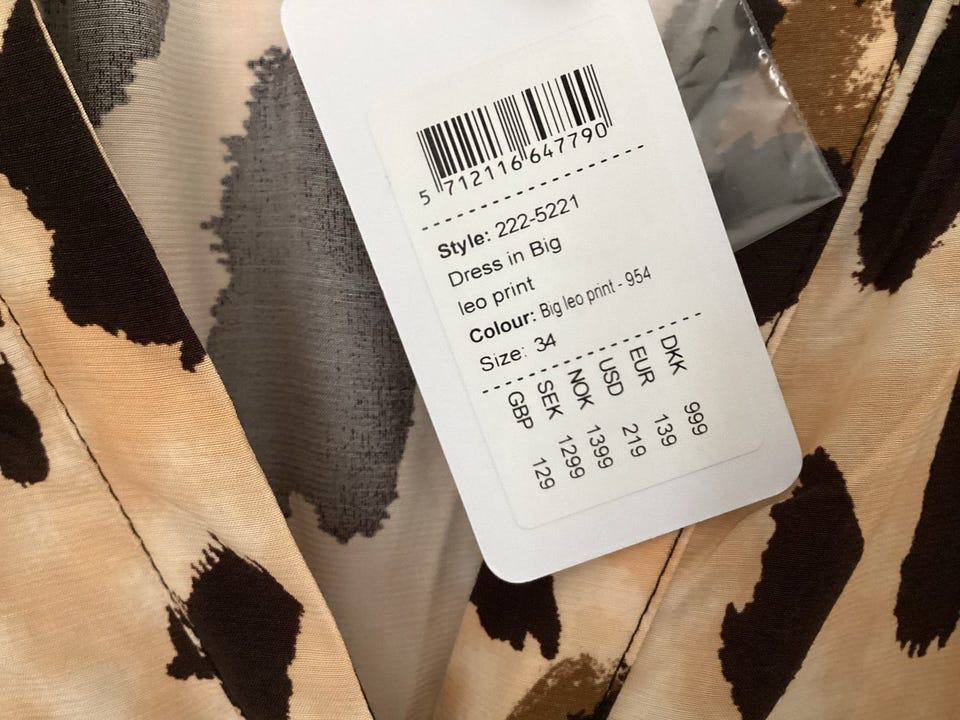 5 712116 647790
Style: 222-5221
Dress in Big
leo print
Colour: Big leo print - 954
Size: 34
DKK 999
EUR 139
USD 219
NOK 1399
SEK 1299
GBP 129